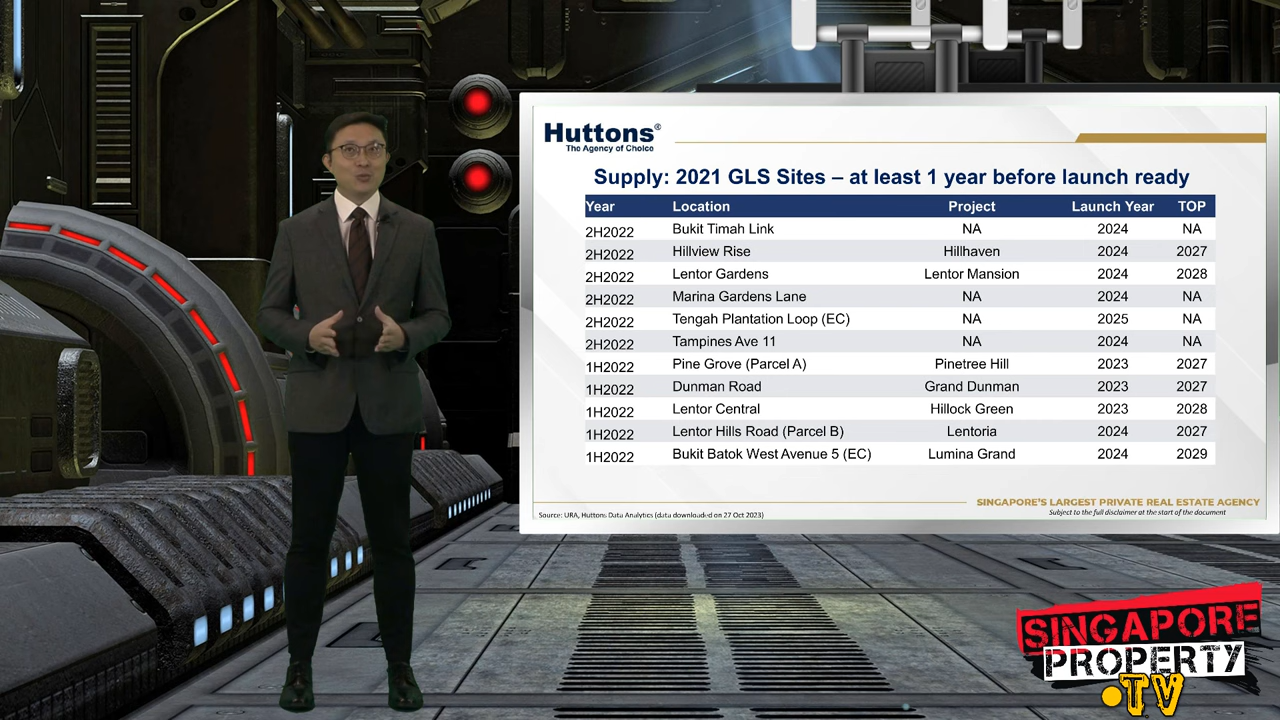 Huttons®
The Agency of Choice
Supply: 2021 GLS Sites – at least 1 year before launch ready
Year Location Project Launch Year TOP
2H2022 Bukit Timah Link NA 2024 NA
2H2022 Hillview Rise Hillhaven 2024 2027
2H2022 Lentor Gardens Lentor Mansion 2024 2028
2H2022 Marina Gardens Lane NA 2024 NA
2H2022 Tengah Plantation Loop (EC) NA 2025 NA
2H2022 Tampines Ave 11 NA 2024 NA
1H2022 Pine Grove (Parcel A) Pinetree Hill 2023 2027
1H2022 Dunman Road Grand Dunman 2023 2027
1H2022 Lentor Central Hillock Green 2023 2028
1H2022 Lentor Hills Road (Parcel B) Lentoria 2024 2027
1H2022 Bukit Batok West Avenue 5 (EC) Lumina Grand 2024 2029
SINGAPORE'S LARGEST PRIVATE REAL ESTATE AGENCY
Source: URA, Huttons Data Analytics (data downloaded on 27 Oct 2023)
Subject to the full disclaimer at the start of the document
SINGAPORE
PROPERTY
.TV